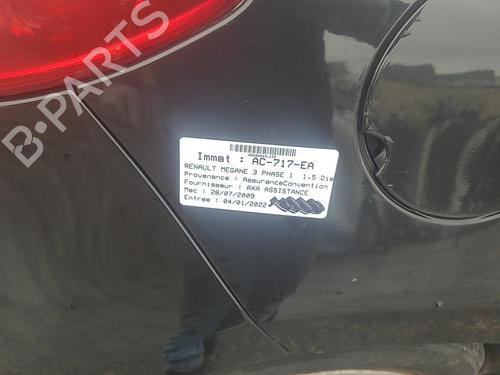 B-PARTS
Immat : AC-717-EA
RENAULT MEGANE 3 PHASE 1 1.5 Die
Provenance : AssuranceConvention
Fournisseur : AXA ASSISTANCE
Mec : 28/07/2009
Entree : 04/01/2022